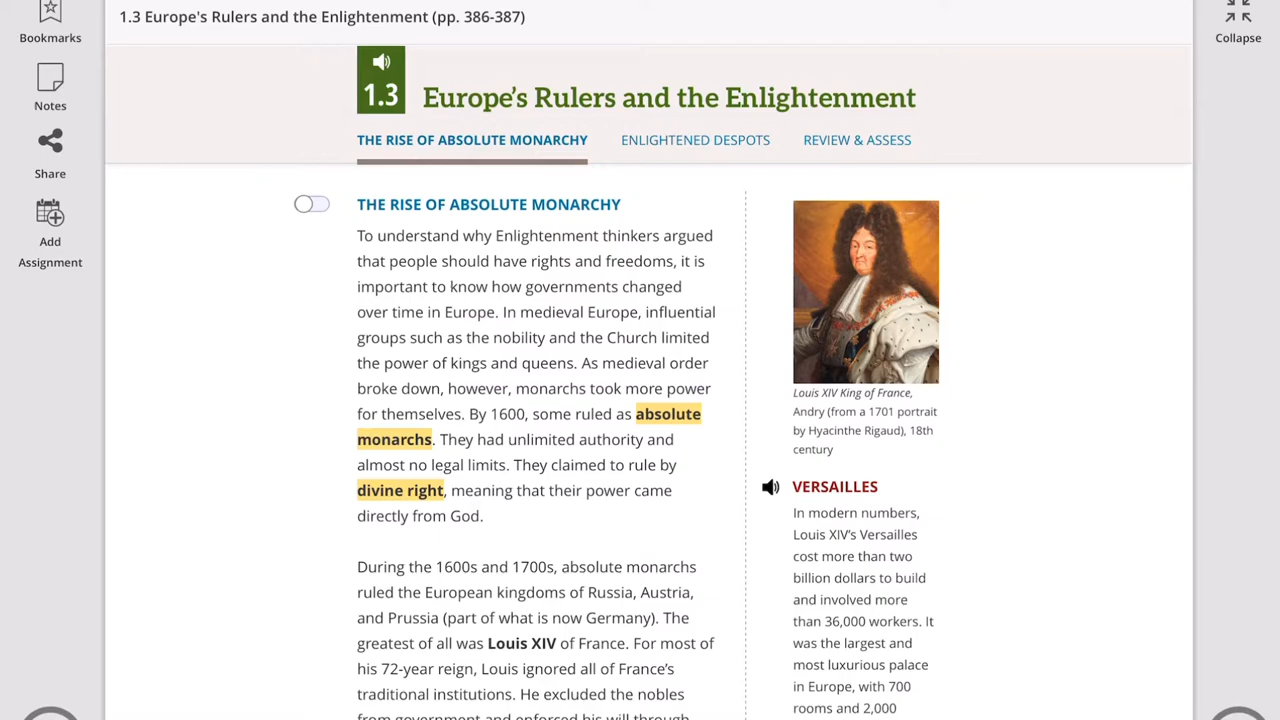 1.3 Europe's Rulers and the Enlightenment (pp. 386-387)
Bookmarks
Notes
Share
Add
Assignment
Collapse
1.3 Europe's Rulers and the Enlightenment
THE RISE OF ABSOLUTE MONARCHY ENLIGHTENED DESPOTS REVIEW & ASSESS
THE RISE OF ABSOLUTE MONARCHY
To understand why Enlightenment thinkers argued
that people should have rights and freedoms, it is
important to know how governments changed
over time in Europe. In medieval Europe, influential
groups such as the nobility and the Church limited
the power of kings and queens. As medieval order
broke down, however, monarchs took more power
for themselves. By 1600, some ruled as absolute
monarchs. They had unlimited authority and
almost no legal limits. They claimed to rule by
divine right, meaning that their power came
directly from God.
During the 1600s and 1700s, absolute monarchs
ruled the European kingdoms of Russia, Austria,
and Prussia (part of what is now Germany). The
greatest of all was Louis XIV of France. For most of
his 72-year reign, Louis ignored all of France's
traditional institutions. He excluded the nobles
from government and enforced his will through
Louis XIV King of France,
Andry (from a 1701 portrait
by Hyacinthe Rigaud), 18th
century
VERSAILLES
In modern numbers,
Louis XIV's Versailles
cost more than two
billion dollars to build
and involved more
than 36,000 workers. It
was the largest and
most luxurious palace
in Europe, with 700
rooms and 2,000